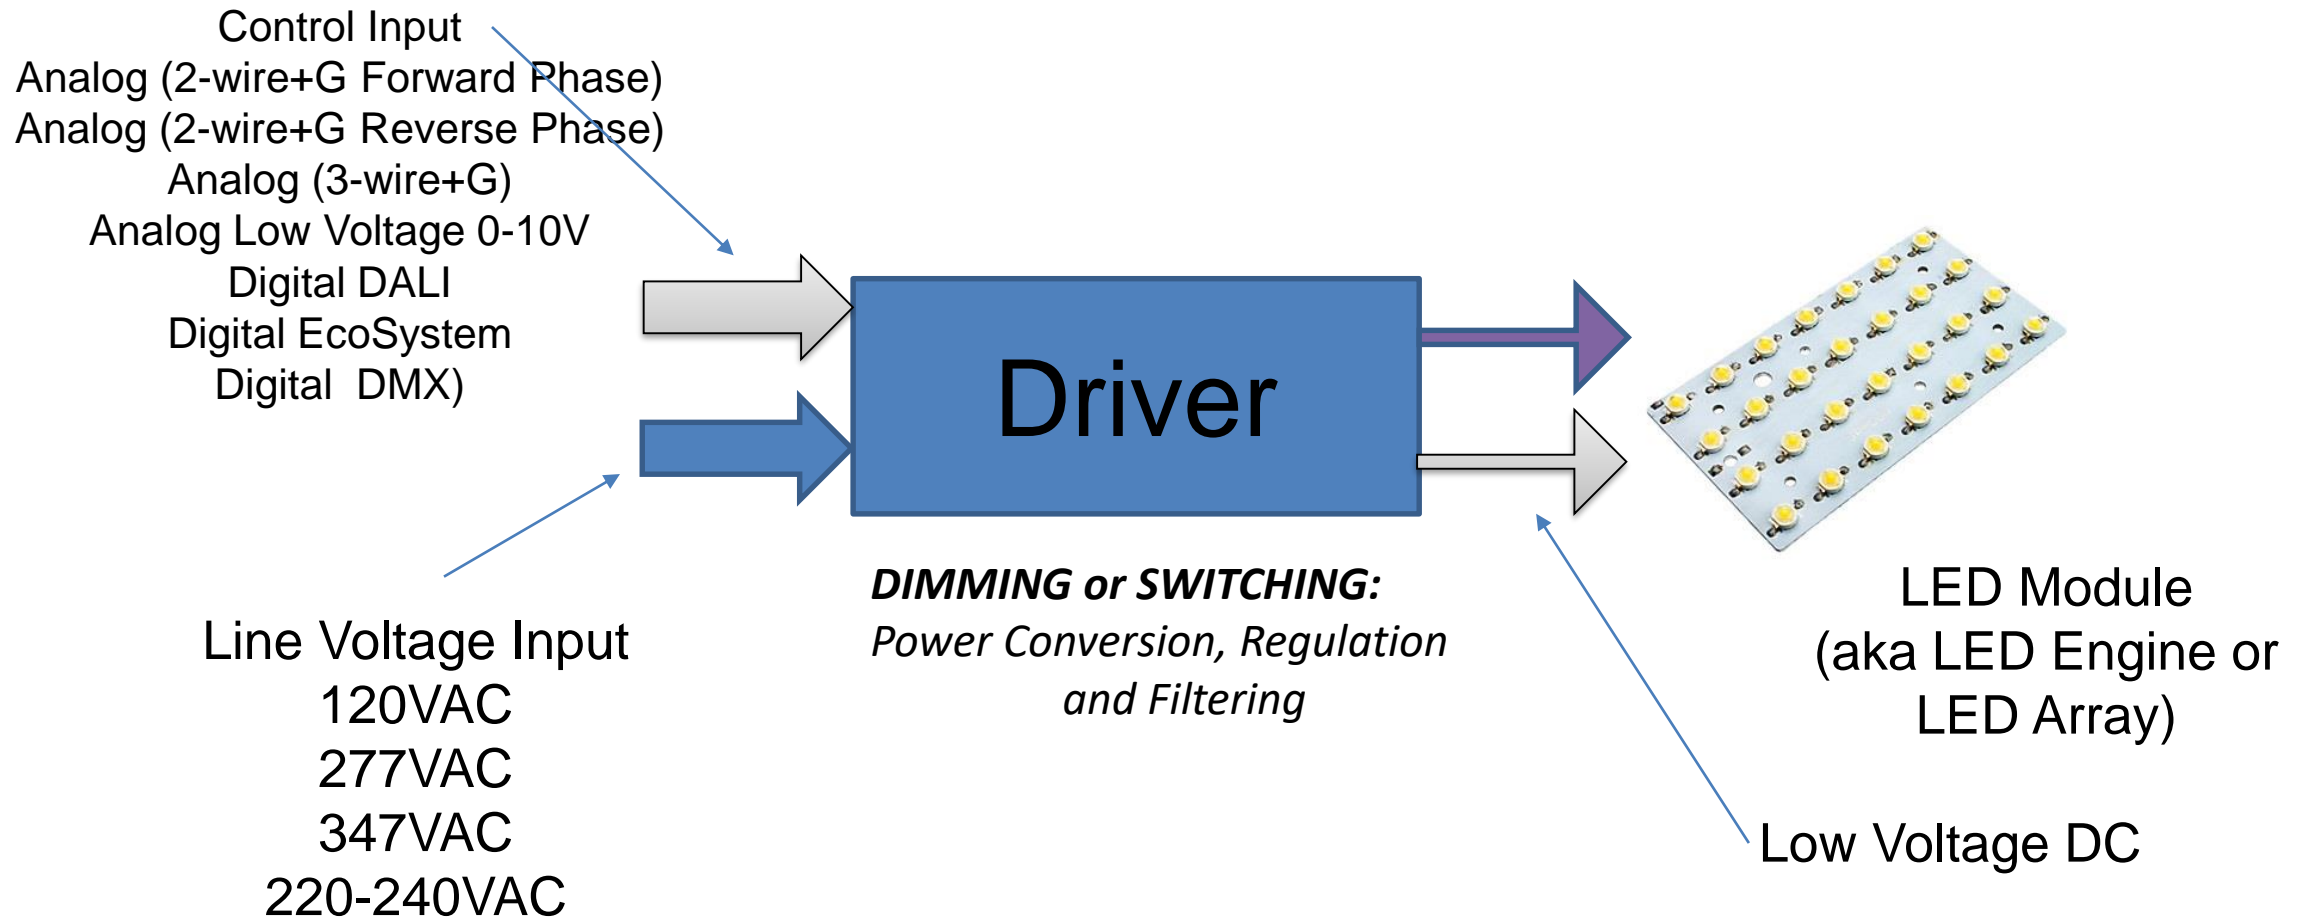 Control Input
Analog (2-wire+G Forward Phase)
Analog (2-wire+G Reverse Phase)
Analog (3-wire+G)
Analog Low Voltage 0-10V
Digital DALI
Digital EcoSystem
Digital  DMX)
Driver
DIMMING or SWITCHING:
Power Conversion, Regulation
and Filtering
Line Voltage Input
120VAC
277VAC
347VAC
220-240VAC
LED Module
(aka LED Engine or
LED Array)
Low Voltage DC